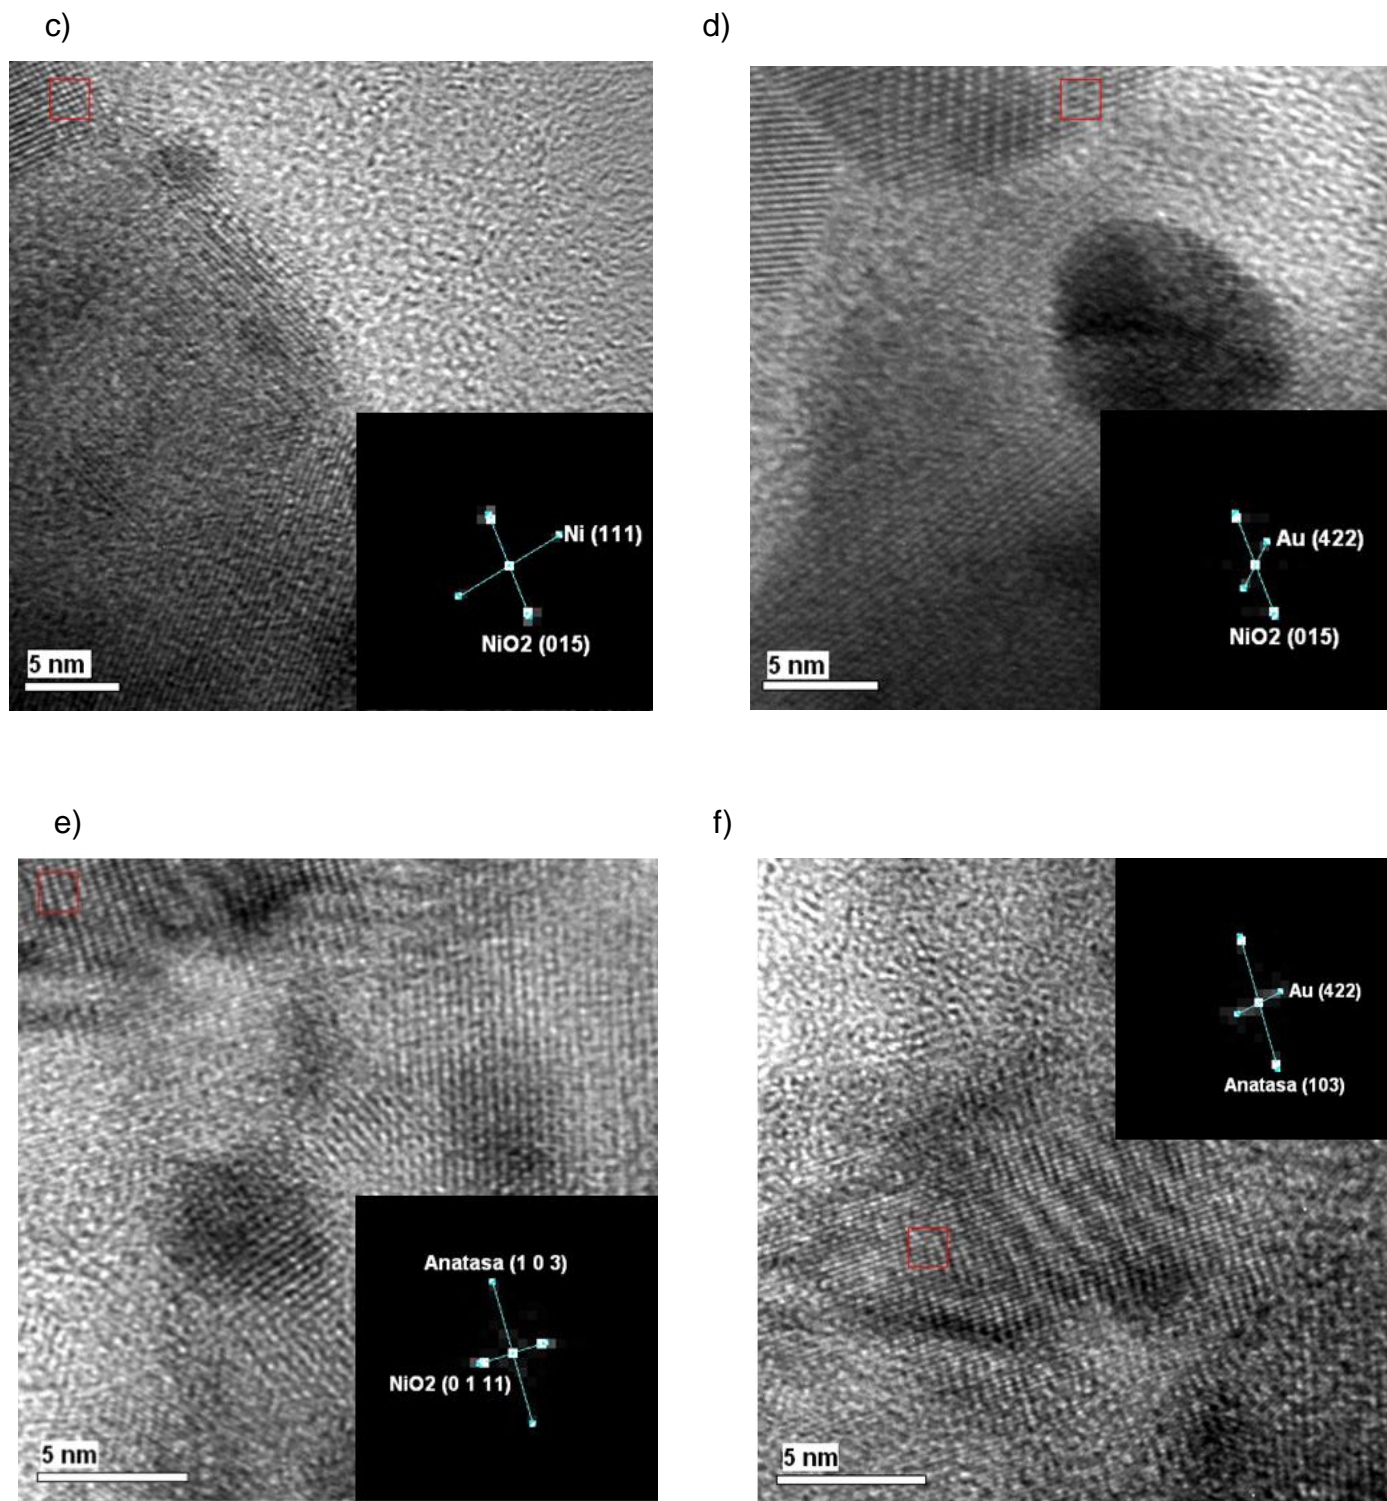 c)
d)
Ni (111)
NiO2 (015)
5 nm
Au (422)
NiO2 (015)
5 nm
e)
f)
Anatasa (1 0 3)
NiO2 (0 1 11)
5 nm
Au (422)
Anatasa (103)
5 nm